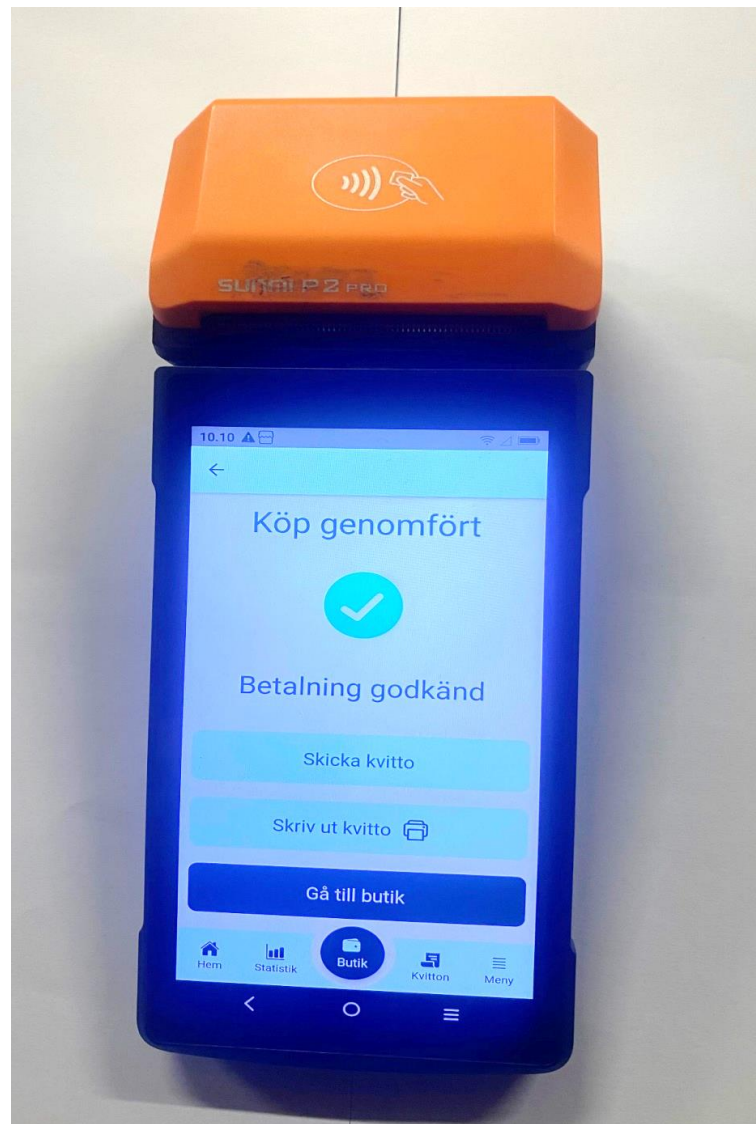 SUNMI P2 PRO
10.10
Köp genomfört
Betalning godkänd
Skicka kvitto
Skriv ut kvitto
Gå till butik
Hem Statistik Butik Kvitton Meny